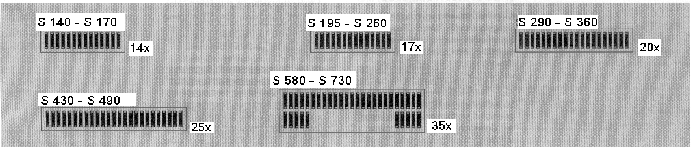 S 140 - S 170
14x
S 195 - S 260
17x
S 290 - S 360
20x
S 430 - S 490
25x
S 580 - S 730
35x